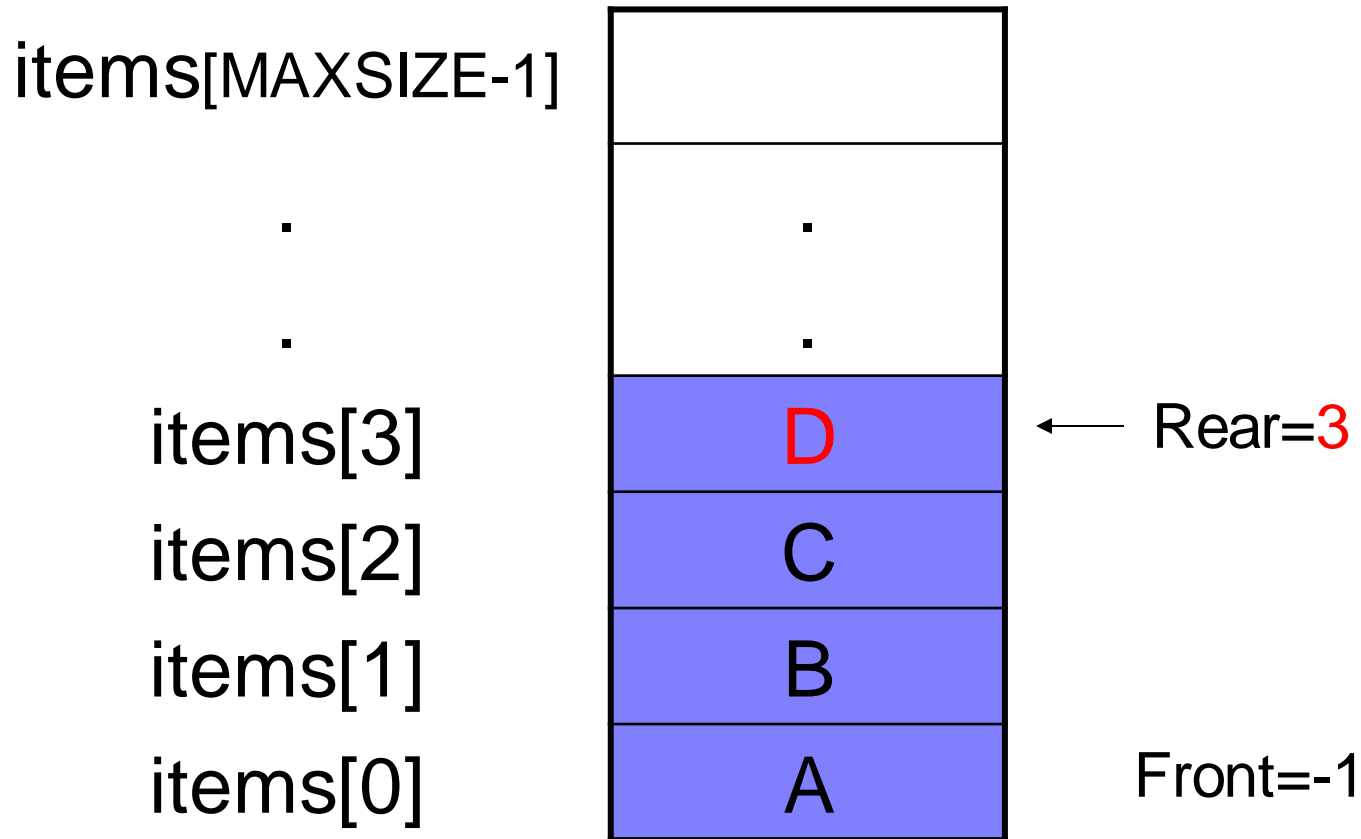 items[MAXSIZE-1]
. .
. .
items[3] D Rear=3
items[2] C
items[1] B
items[0] A Front=-1